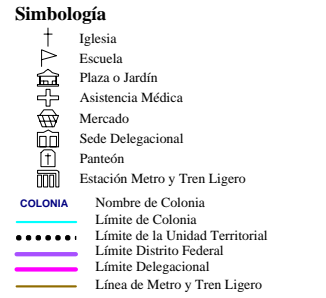 Simbología
Iglesia
Escuela
Plaza o Jardín
Asistencia Médica
Mercado
Sede Delegacional
Panteón
Estación Metro y Tren Ligero
COLONIA Nombre de Colonia
Límite de Colonia
Límite de la Unidad Territorial
Límite Distrito Federal
Límite Delegacional
Línea de Metro y Tren Ligero